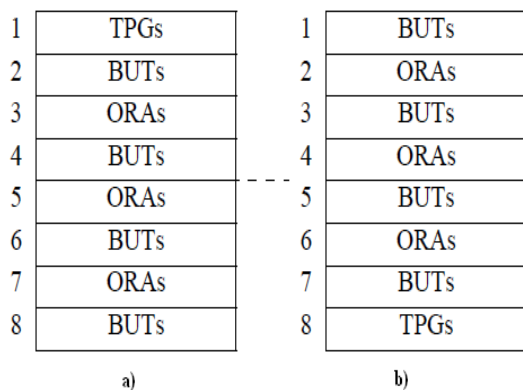 1 TPGs 1 BUTs
2 BUTs 2 ORAs
3 ORAs 3 BUTs
4 BUTs 4 ORAs
5 ORAs 5 BUTs
6 BUTs 6 ORAs
7 ORAs 7 BUTs
8 BUTs 8 TPGs
a) b)